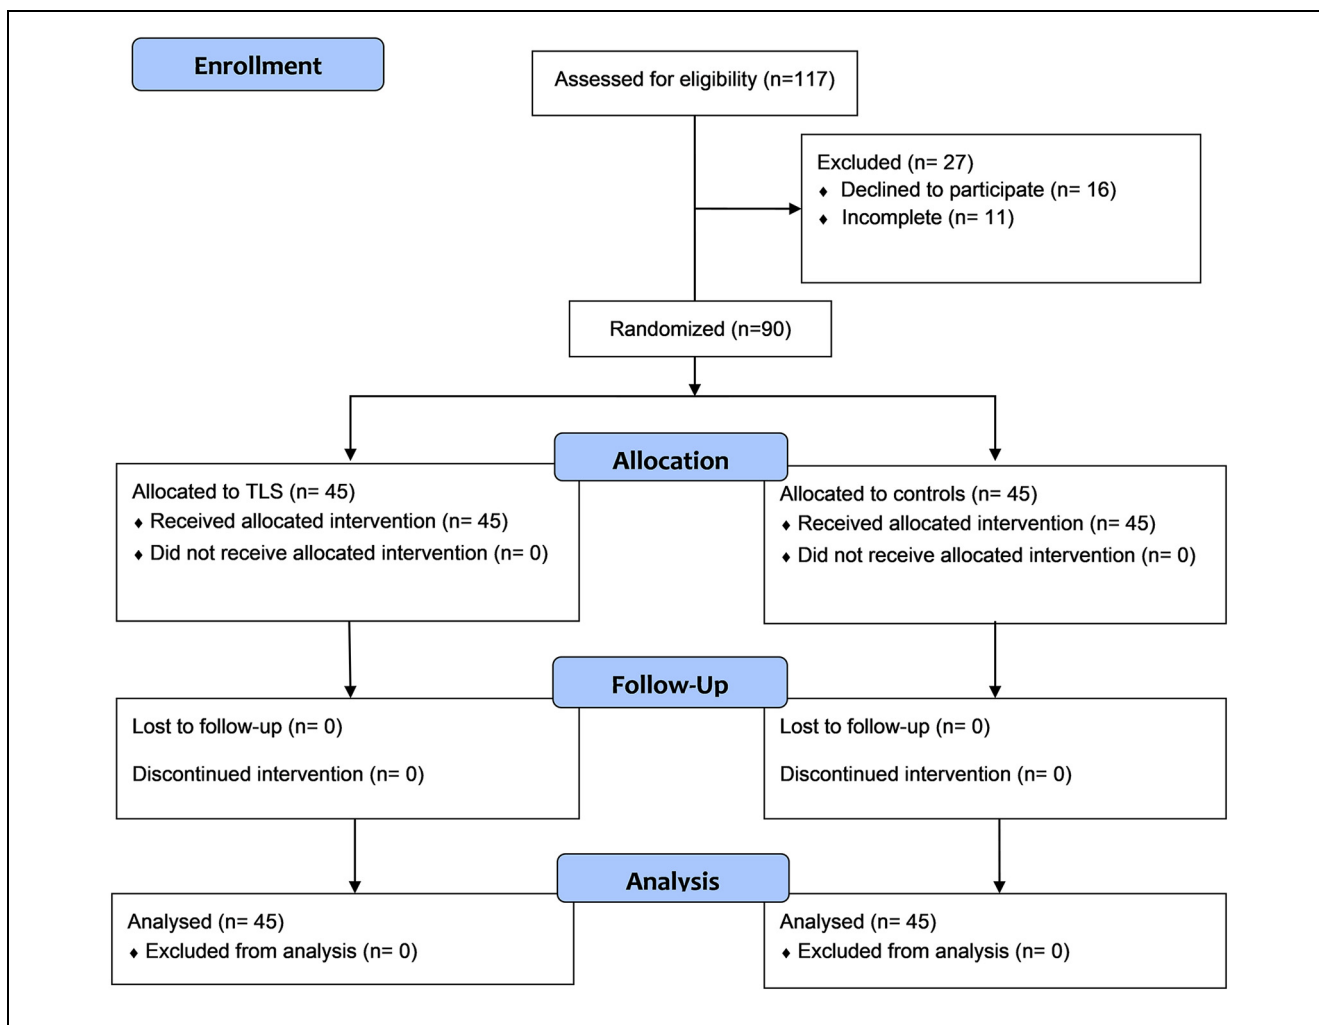 Enrollment
Assessed for eligibility (n=117)
Excluded (n= 27)
♦ Declined to participate (n= 16)
♦ Incomplete (n= 11)
Randomized (n=90)
Allocation
Allocated to TLS (n= 45)
♦ Received allocated intervention (n= 45)
♦ Did not receive allocated intervention (n= 0)
Allocated to controls (n= 45)
♦ Received allocated intervention (n= 45)
♦ Did not receive allocated intervention (n= 0)
Follow-Up
Lost to follow-up (n= 0)
Discontinued intervention (n= 0)
Lost to follow-up (n= 0)
Discontinued intervention (n= 0)
Analysis
Analysed (n= 45)
♦ Excluded from analysis (n= 0)
Analysed (n= 45)
♦ Excluded from analysis (n= 0)